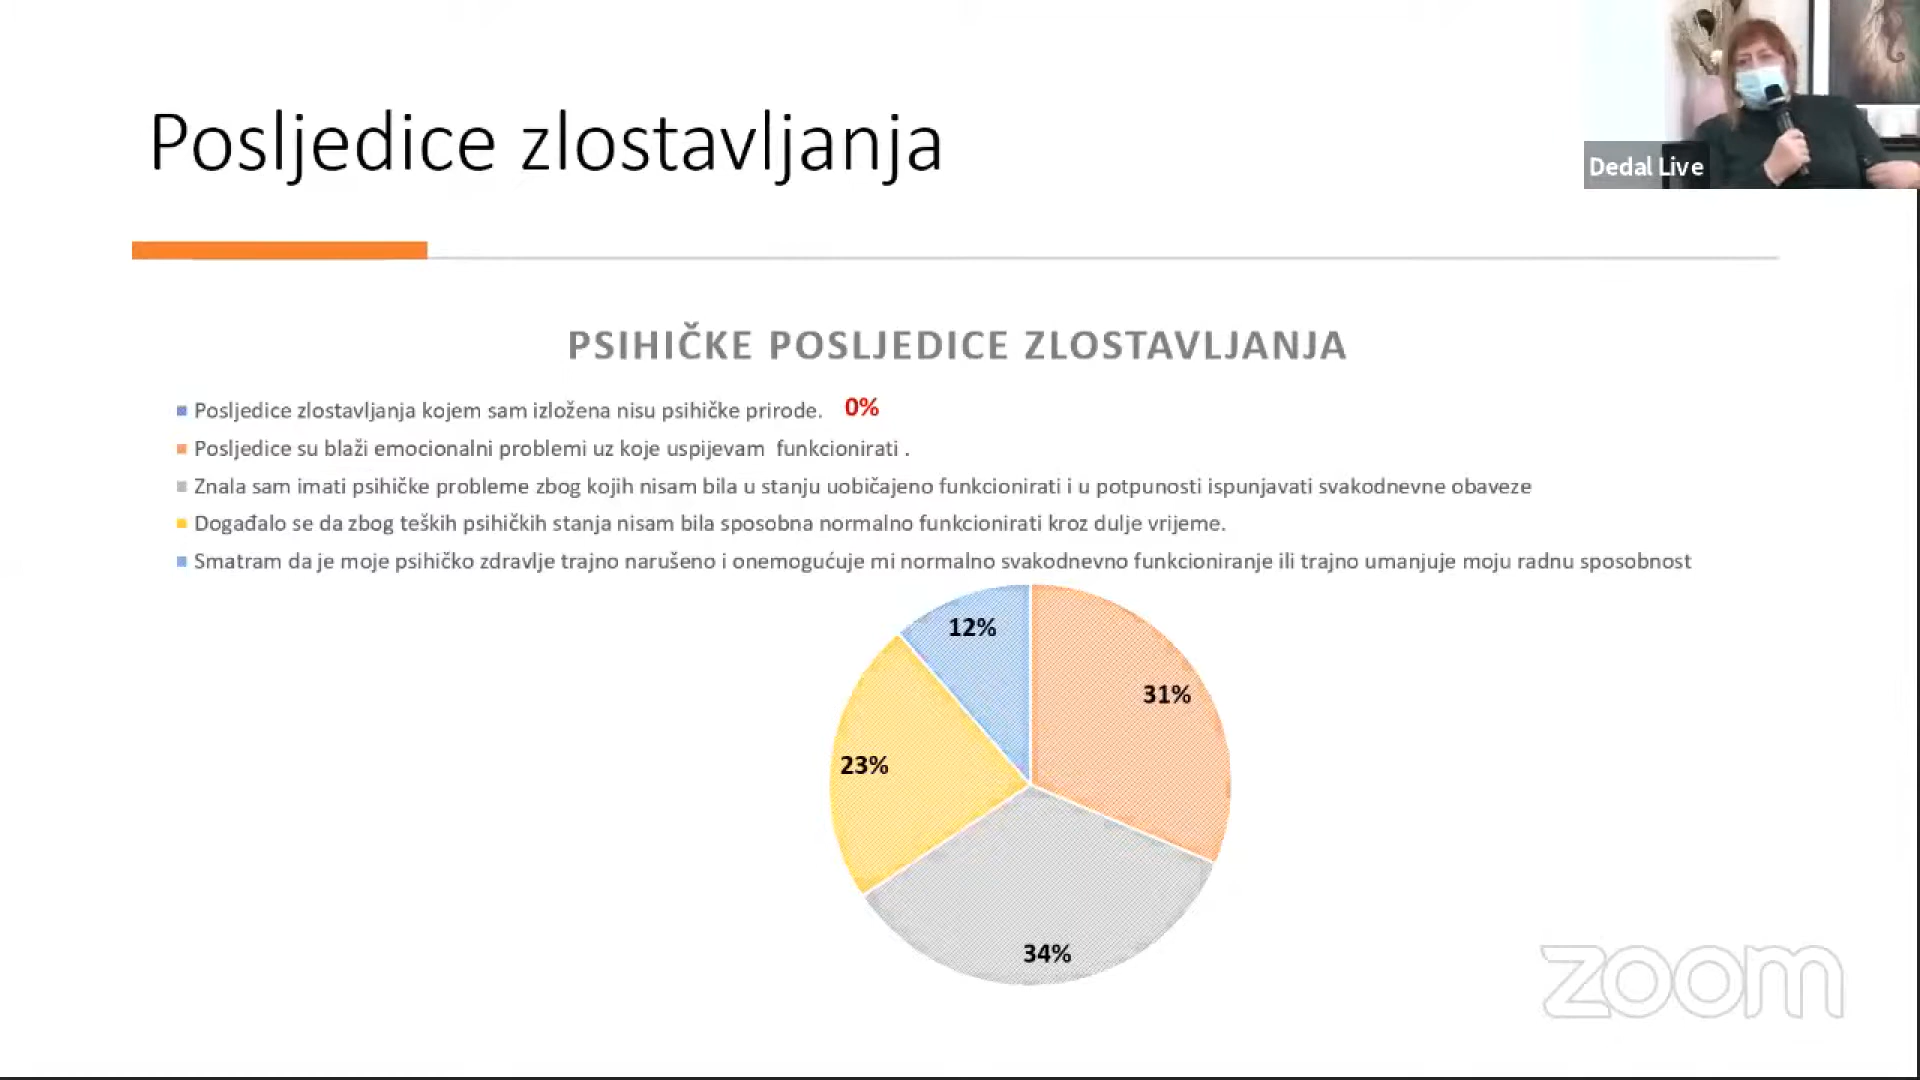 Posljedice zlostavljanja
Dedal Live
PSIHIČKE POSLJEDICE ZLOSTAVLJANJA
Posljedice zlostavljanja kojem sam izložena nisu psihičke prirode. 0%
Posljedice su blaži emocionalni problemi uz koje uspijevam funkcionirati .
Znala sam imati psihičke probleme zbog kojih nisam bila u stanju uobičajeno funkcionirati i u potpunosti ispunjavati svakodnevne obaveze
Događalo se da zbog teških psihičkih stanja nisam bila sposobna normalno funkcionirati kroz dulje vrijeme.
Smatram da je moje psihičko zdravlje trajno narušeno i onemogućuje mi normalno svakodnevno funkcioniranje ili trajno umanjuje moju radnu sposobnost
12%
31%
23%
34%
zoom